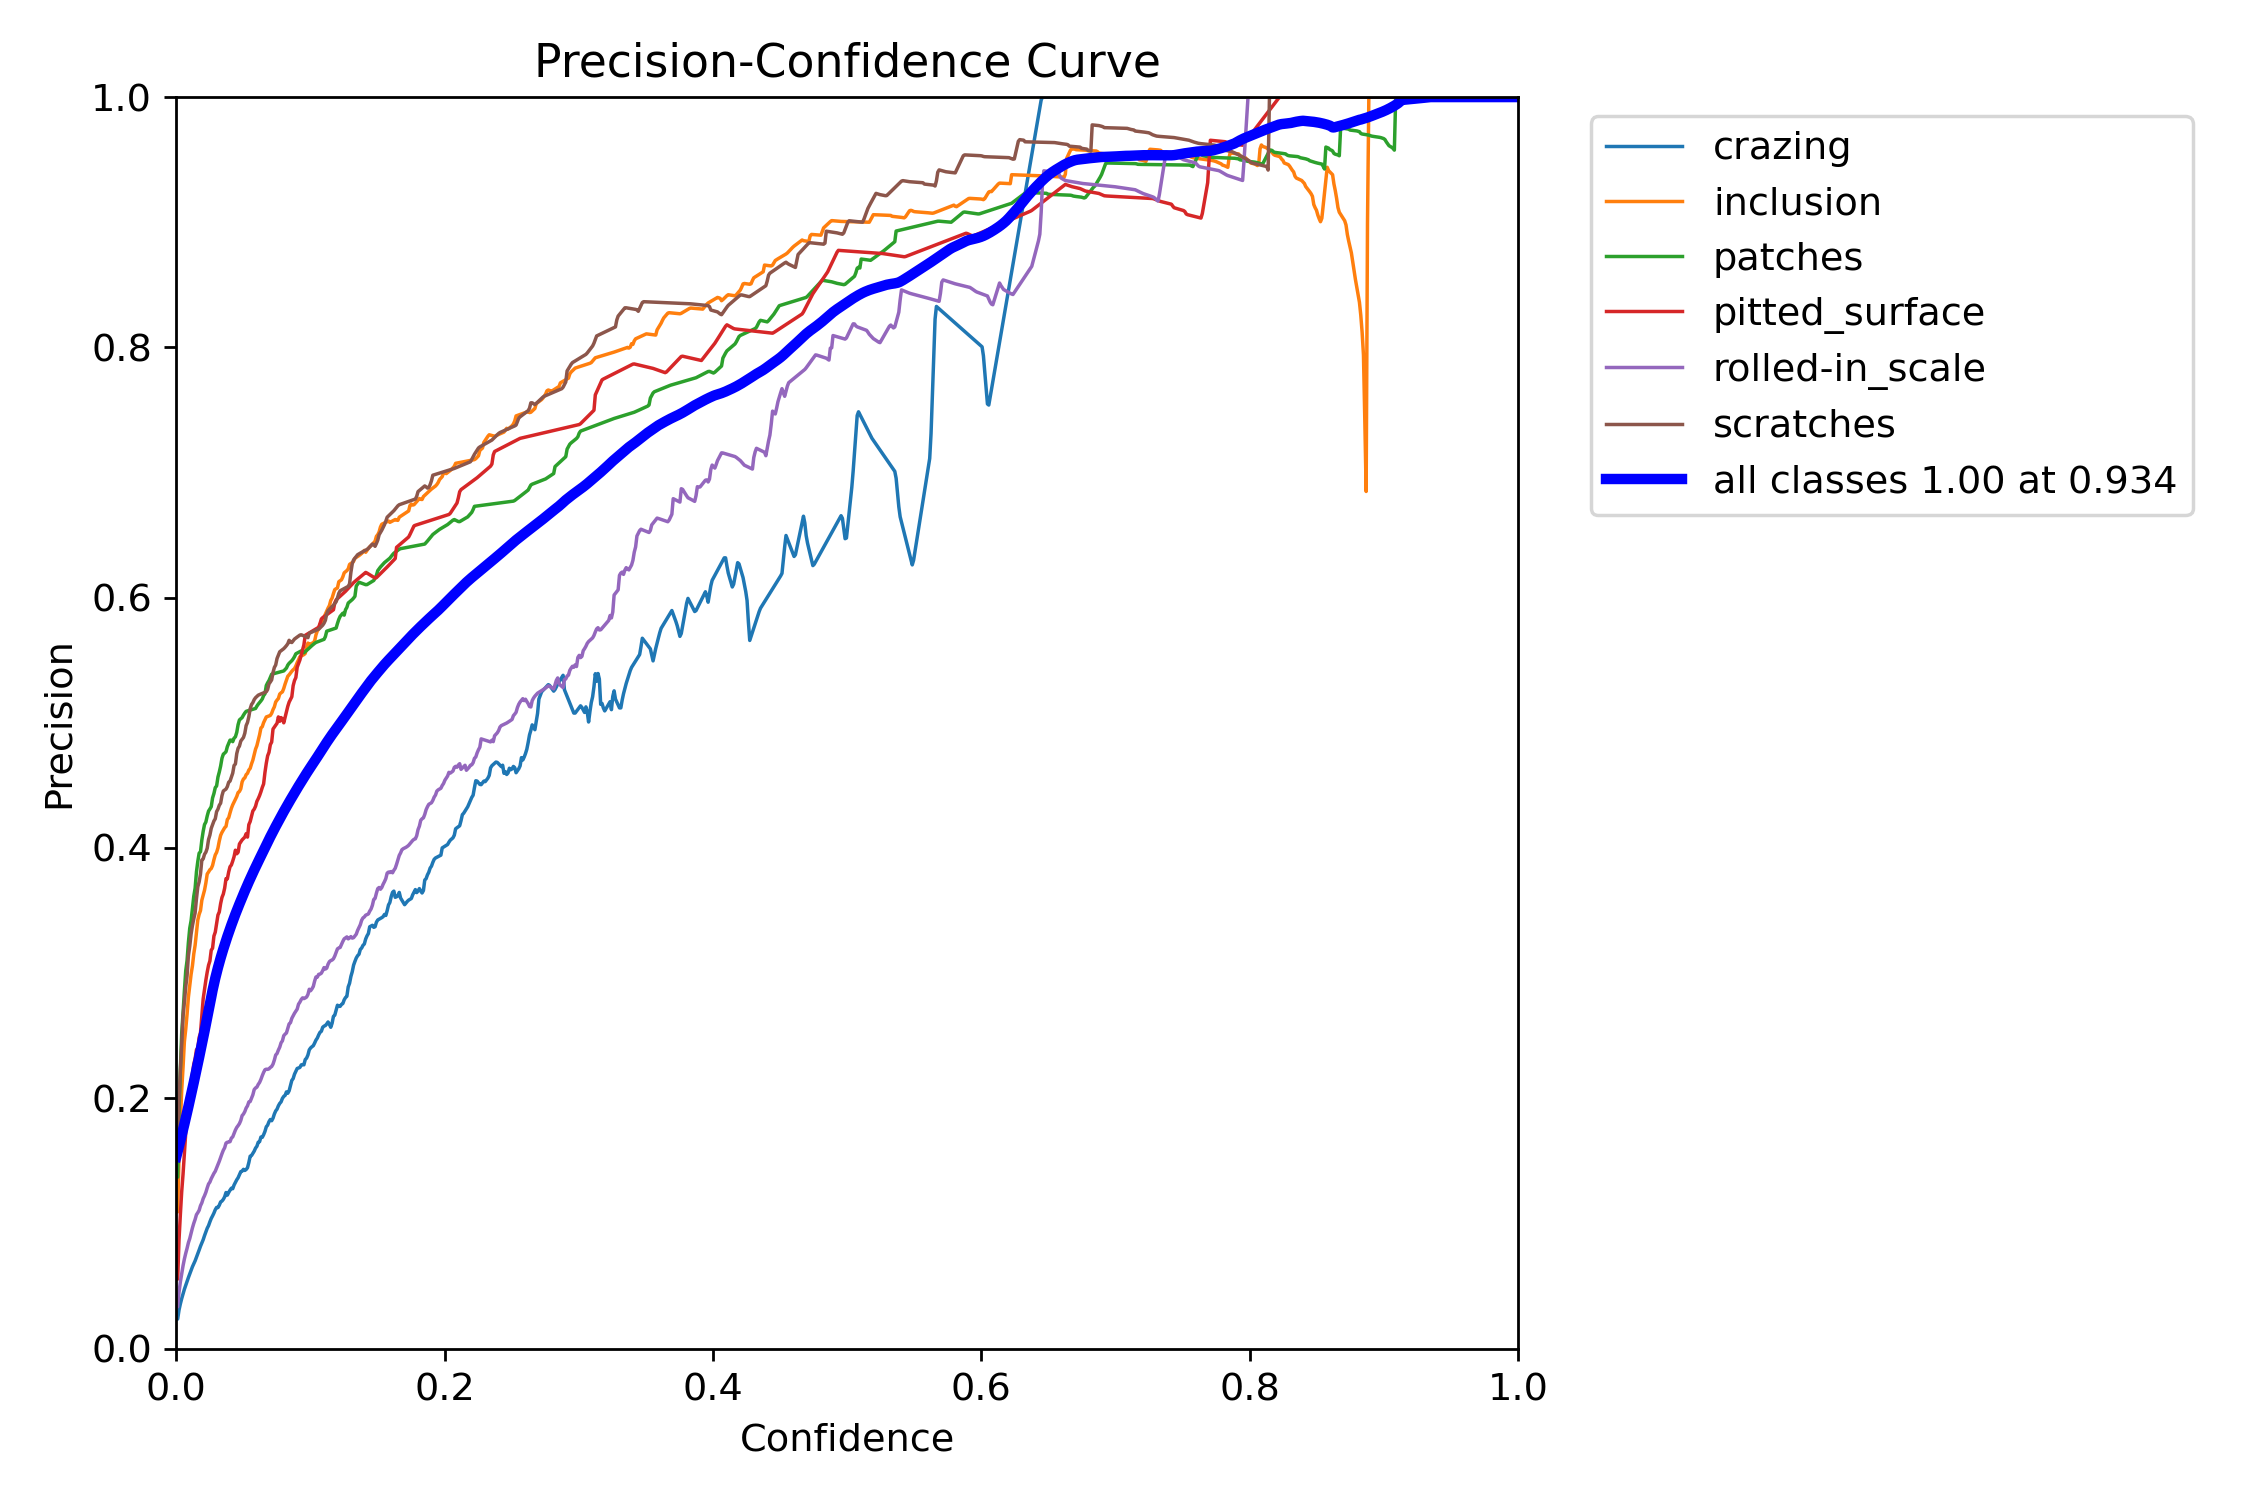 Precision-Confidence Curve
1.0
0.8
0.6
0.4
0.2
0.0
Precision
0.0 0.2 0.4 0.6 0.8 1.0
Confidence
crazing
inclusion
patches
pitted_surface
rolled-in_scale
scratches
all classes 1.00 at 0.934